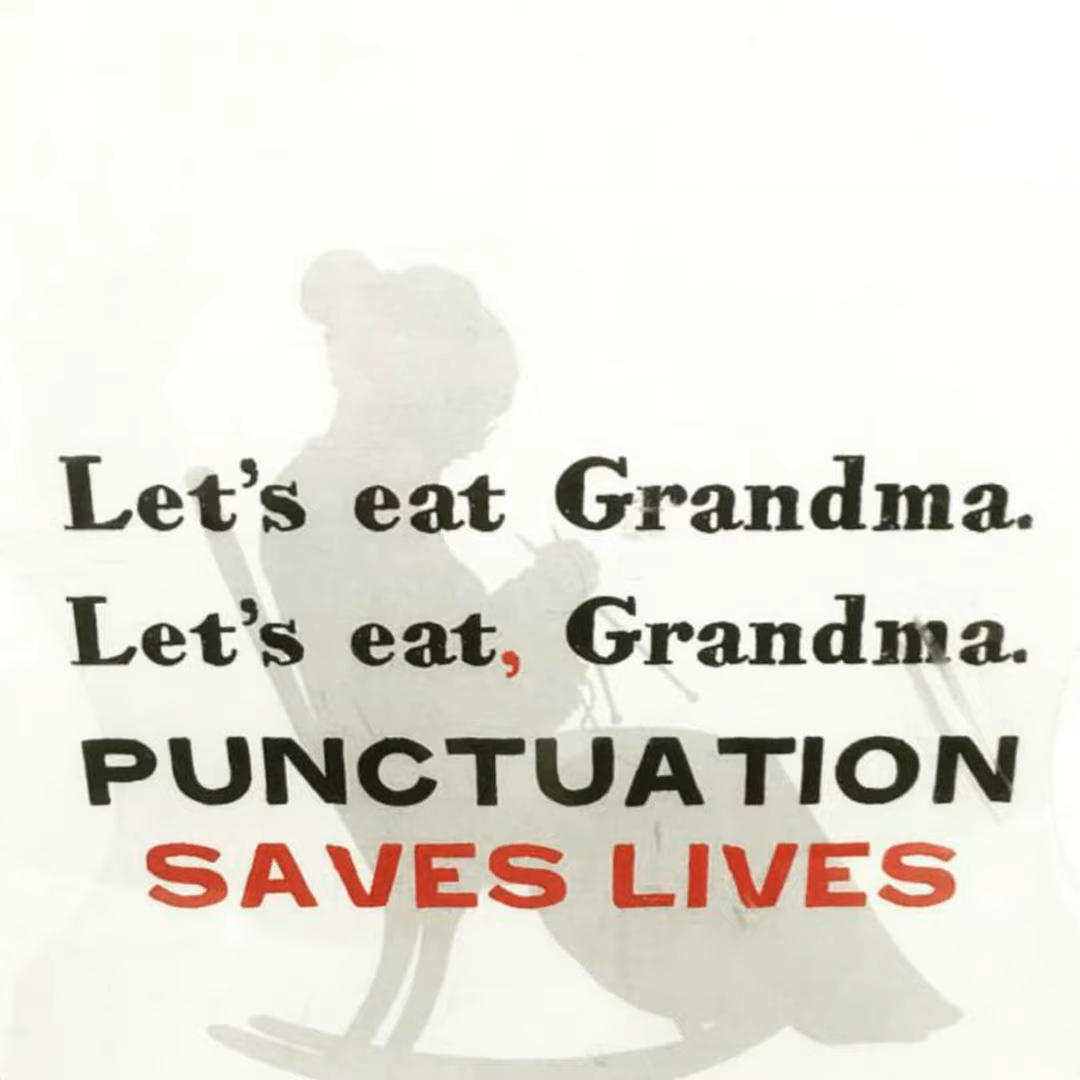 Let's eat Grandma.
Let's eat, Grandma.
PUNCTUATION
SAVES LIVES